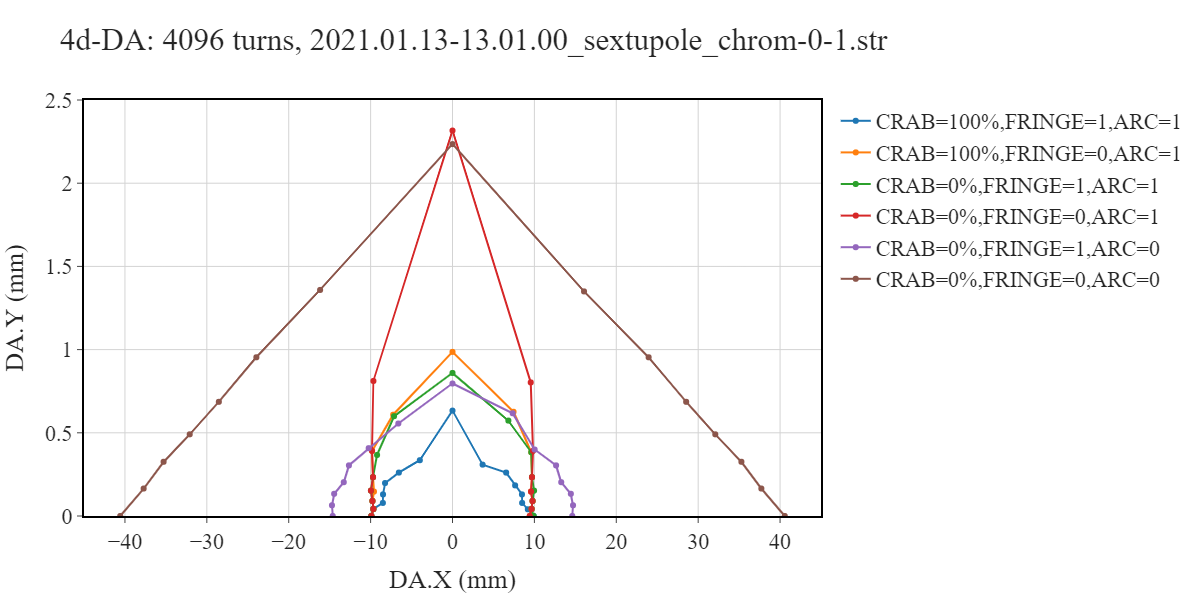 4d-DA: 4096 turns, 2021.01.13-13.01.00_sextupole_chrom-0-1.str
2.5
2
1.5
1
0.5
0
DA.Y (mm)
−40
−30
−20
−10
0
10
20
30
40
DA.X (mm)
CRAB=100%,FRINGE=1,ARC=1
CRAB=100%,FRINGE=0,ARC=1
CRAB=0%,FRINGE=1,ARC=1
CRAB=0%,FRINGE=0,ARC=1
CRAB=0%,FRINGE=1,ARC=0
CRAB=0%,FRINGE=0,ARC=0